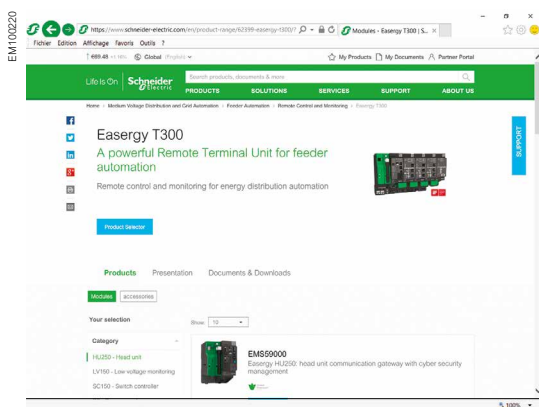 EM100220
https://www.schneider-electric.com/en/product-range/62399-easergy-t300/?
Modules - Easergy T300 | S...
Fichier Edition Affichage Favoris Outils ?
€69.48
Global (English)
My Products My Documents Partner Portal
Life Is On Schneider Electric
Search products, documents & more
PRODUCTS SOLUTIONS SERVICES SUPPORT ABOUT US
Home > Medium Voltage Distribution and Grid Automation > Feeder Automation > Remote Control and Monitoring > Easergy T300
Easergy T300
A powerful Remote Terminal Unit for feeder
automation
Remote control and monitoring for energy distribution automation
SUPPORT
Product Selector
Products Presentation Documents & Downloads
Modules accessories
Your selection
Show 10
Category
HU250 - Head unit
LV150 - Low voltage monitoring
SC150 - Switch controller
EMS59000
Easergy HU250: head unit communication gateway with cyber security
management
100%